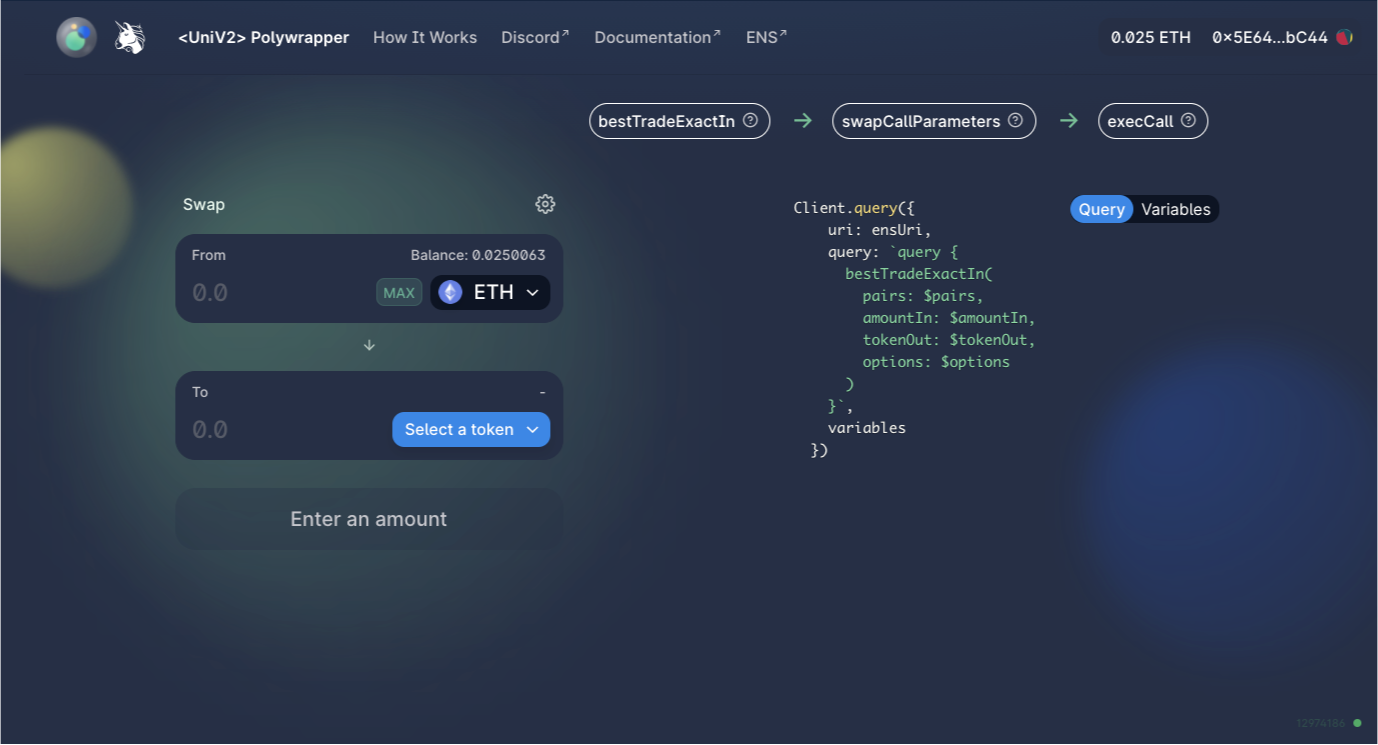 <UniV2> Polywrapper How It Works Discord↗ Documentation↗ ENS↗ 0.025 ETH 0×5E64...bC44
bestTradeExactIn → swapCallParameters → execCall
Swap
From Balance: 0.0250063
0.0 MAX ETH
↓
To -
0.0 Select a token
Enter an amount
Query Variables
Client.query({
uri: ensUri,
query: `query {
bestTradeExactIn(
pairs: $pairs,
amountIn: $amountIn,
tokenOut: $tokenOut,
options: $options
)
}`,
variables
})
12974186